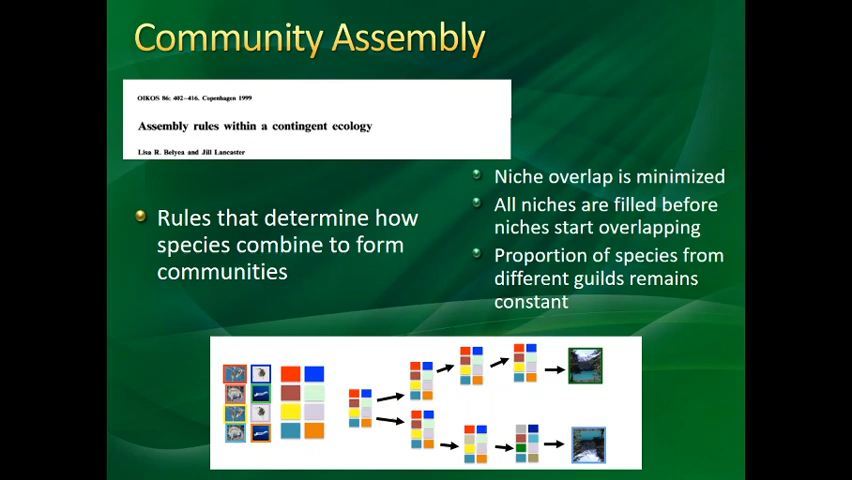 Community Assembly
OIKOS 86: 402–416. Copenhagen 1999
Assembly rules within a contingent ecology
Lisa R. Belyea and Jill Lancaster
Rules that determine how
species combine to form
communities
Niche overlap is minimized
All niches are filled before
niches start overlapping
Proportion of species from
different guilds remains
constant